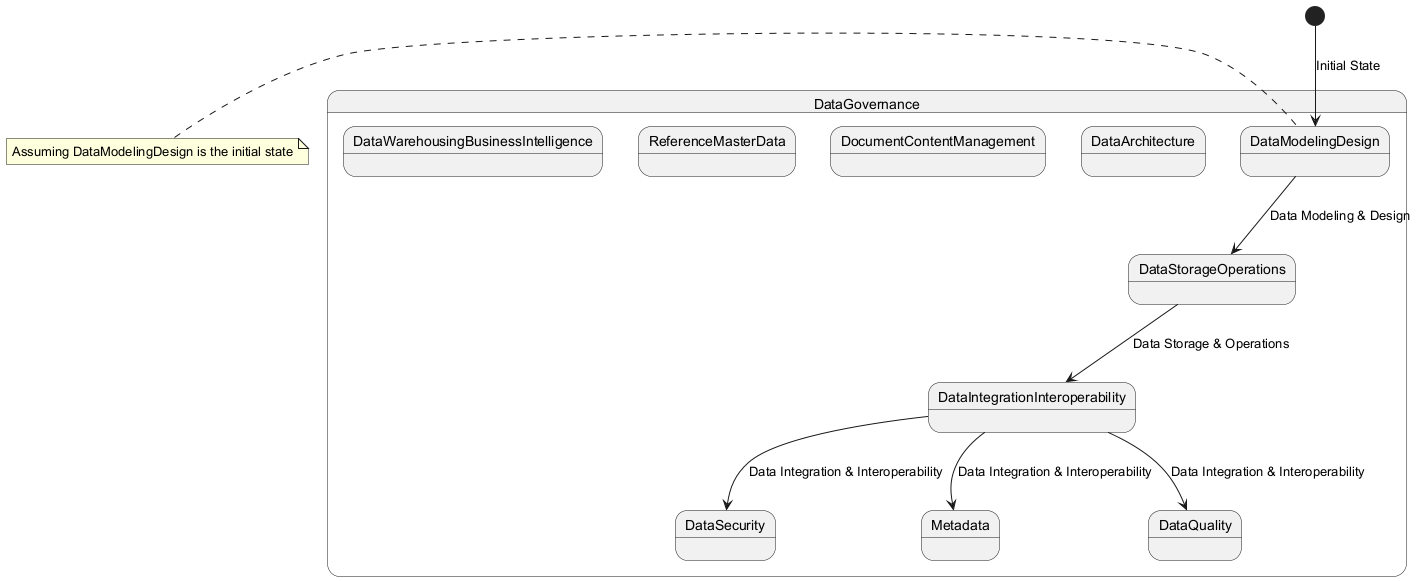 Initial State
DataGovernance
Assuming DataModelingDesign is the initial state
DataWarehousingBusinessIntelligence
ReferenceMasterData
DocumentContentManagement
DataArchitecture
DataModelingDesign
Data Modeling & Design
DataStorageOperations
Data Storage & Operations
DataIntegrationInteroperability
Data Integration & Interoperability
Data Integration & Interoperability
Data Integration & Interoperability
DataSecurity
Metadata
DataQuality